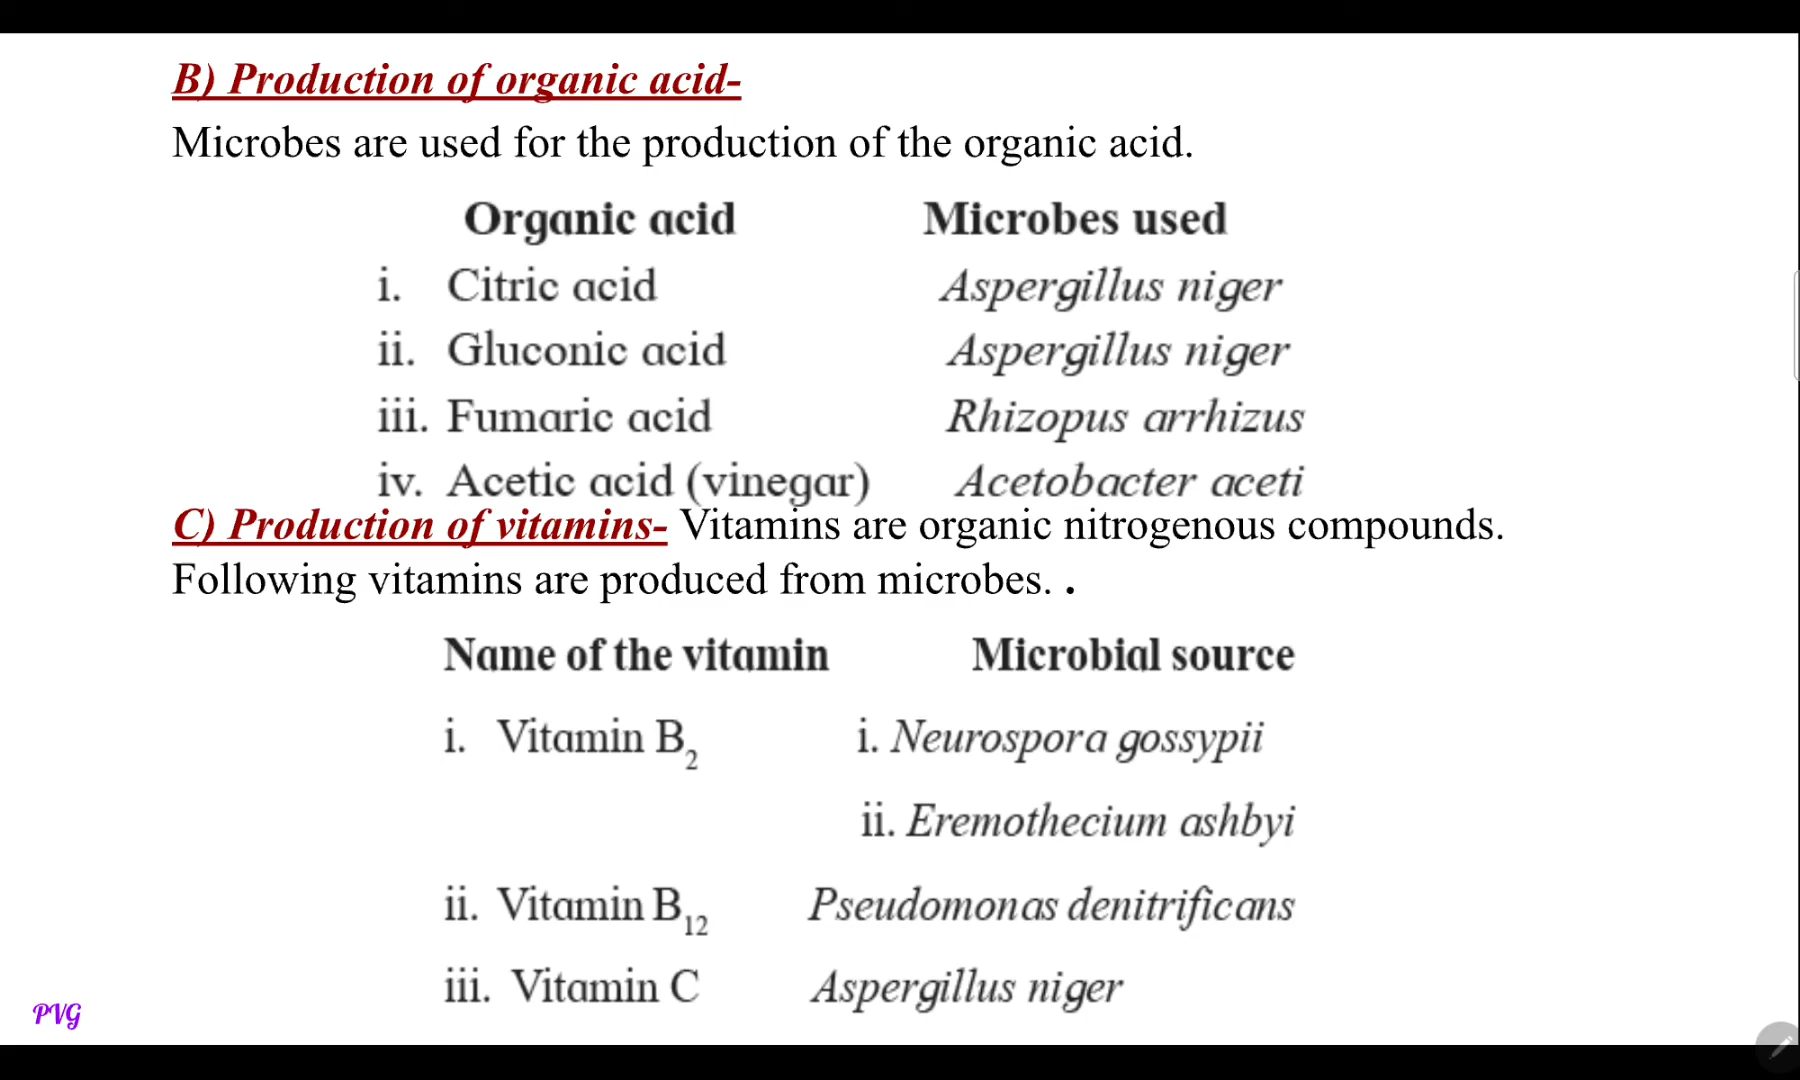 B) Production of organic acid-
Microbes are used for the production of the organic acid.
Organic acid Microbes used
i. Citric acid Aspergillus niger
ii. Gluconic acid Aspergillus niger
iii. Fumaric acid Rhizopus arrhizus
iv. Acetic acid (vinegar) Acetobacter aceti
C) Production of vitamins- Vitamins are organic nitrogenous compounds.
Following vitamins are produced from microbes. .
Name of the vitamin Microbial source
i. Vitamin B₂ i. Neurospora gossypii
ii. Eremothecium ashbyi
ii. Vitamin B₁₂ Pseudomonas denitrificans
iii. Vitamin C Aspergillus niger
PVG